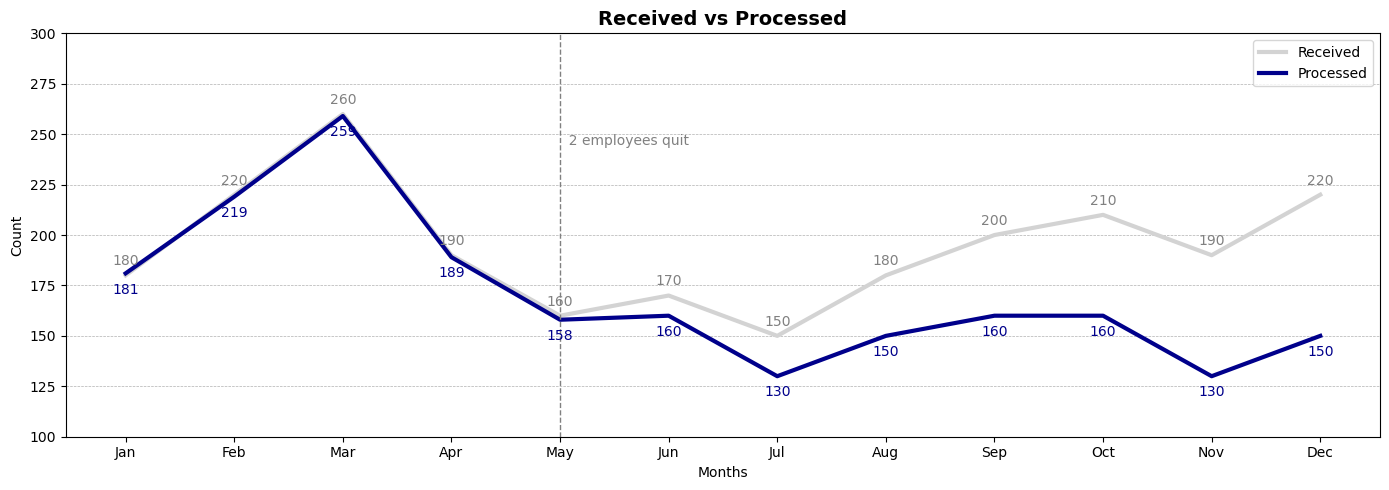 Received vs Processed
300
275
250
225
200
175
150
125
100
Count
Received
Processed
2 employees quit
180
220
260
190
160
170
150
180
200
210
190
220
181
219
259
189
158
160
130
150
160
160
130
150
Jan
Feb
Mar
Apr
May
Jun
Jul
Aug
Sep
Oct
Nov
Dec
Months